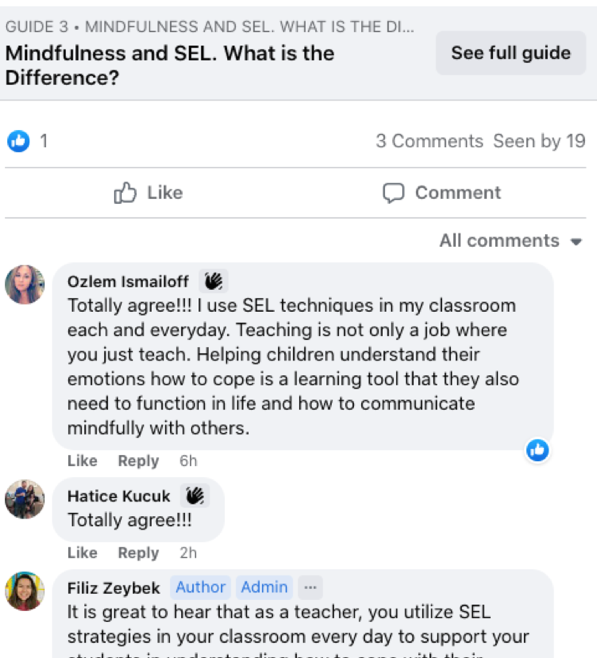 GUIDE 3 • MINDFULNESS AND SEL. WHAT IS THE DI...
Mindfulness and SEL. What is the
Difference?
See full guide
1
3 Comments Seen by 19
Like
Comment
All comments
Ozlem Ismailoff
Totally agree!!! I use SEL techniques in my classroom
each and everyday. Teaching is not only a job where
you just teach. Helping children understand their
emotions how to cope is a learning tool that they also
need to function in life and how to communicate
mindfully with others.
Like Reply 6h
Hatice Kucuk
Totally agree!!!
Like Reply 2h
Filiz Zeybek Author Admin ...
It is great to hear that as a teacher, you utilize SEL
strategies in your classroom every day to support your
students in understanding how to cope with their